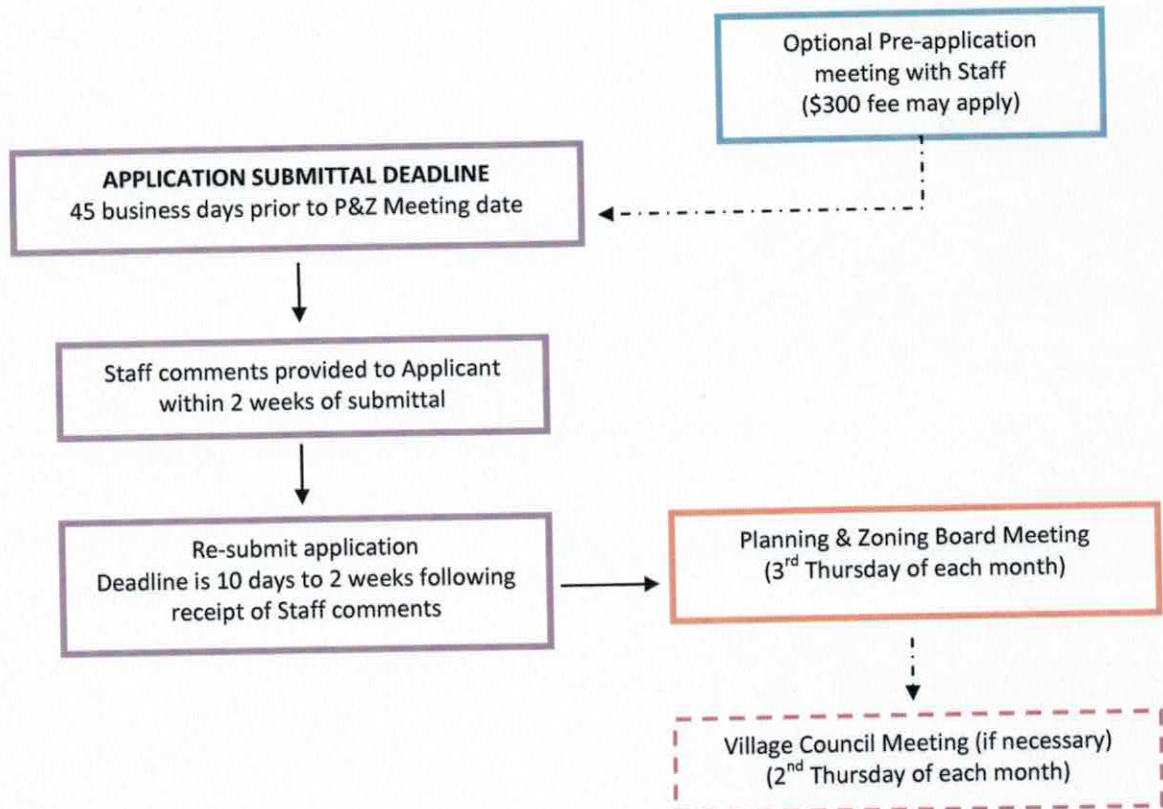 Optional Pre-application
meeting with Staff
($300 fee may apply)
APPLICATION SUBMITTAL DEADLINE
45 business days prior to P&Z Meeting date
Staff comments provided to Applicant
within 2 weeks of submittal
Re-submit application
Deadline is 10 days to 2 weeks following
receipt of Staff comments
Planning & Zoning Board Meeting
(3rd Thursday of each month)
Village Council Meeting (if necessary)
(2nd Thursday of each month)